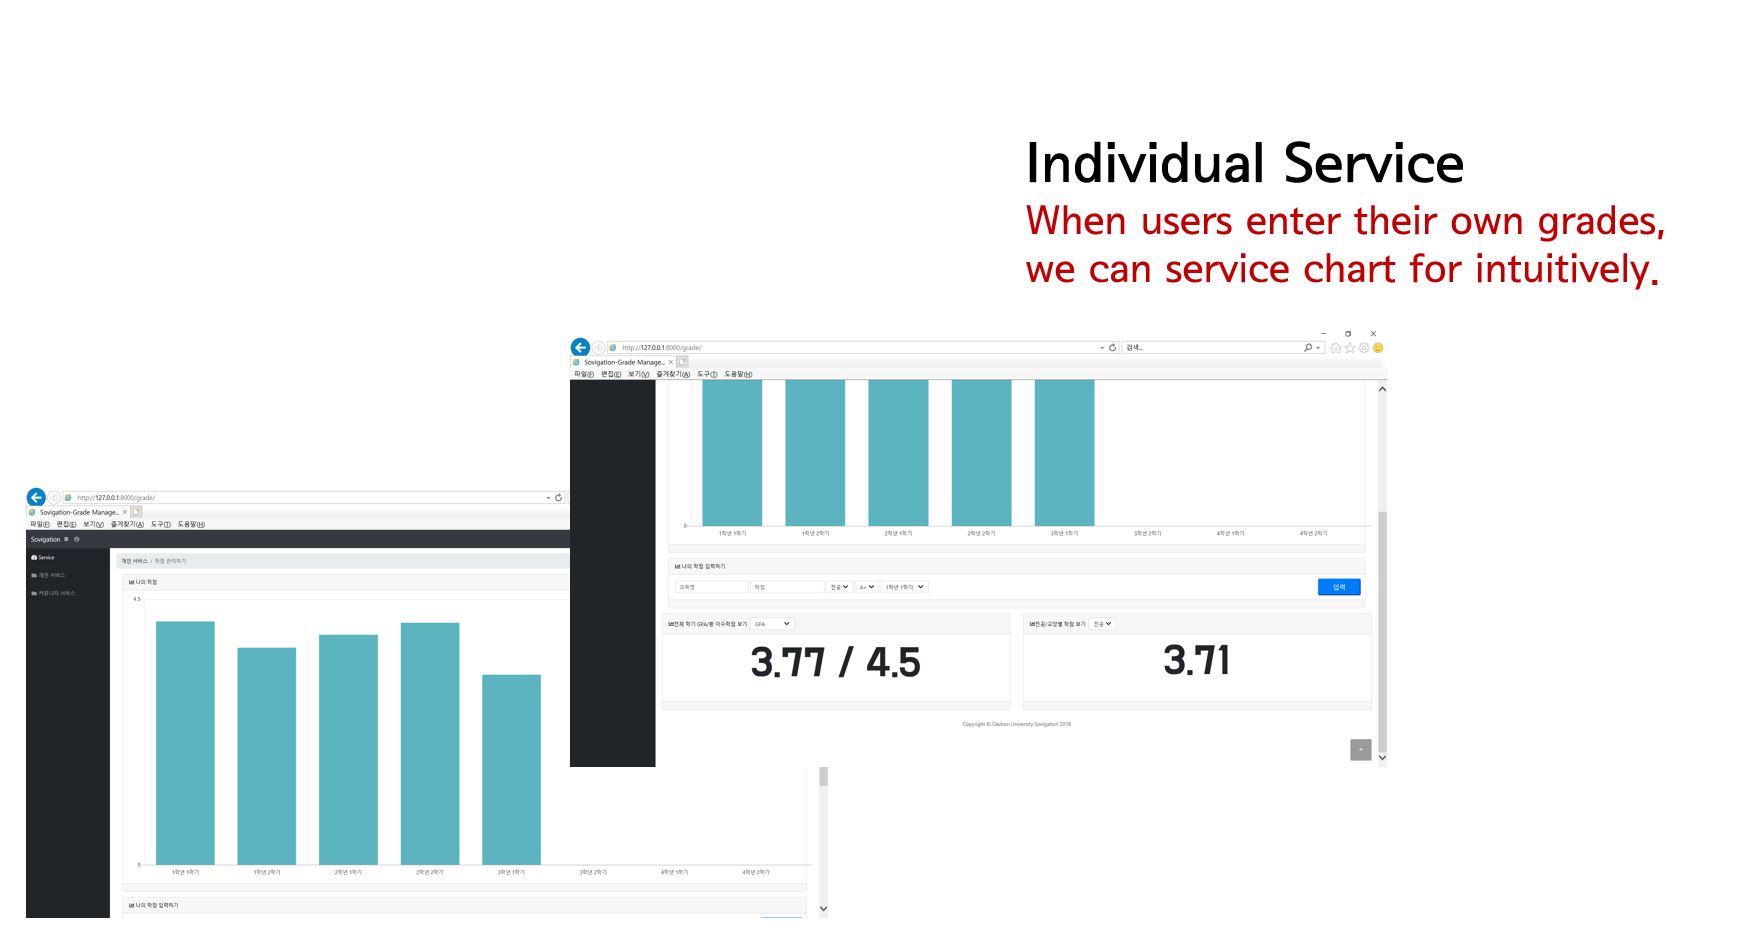 Individual Service
When users enter their own grades,
we can service chart for intuitively.
http://127.0.0.1:8000/grade/
검색...
Sovigation-Grade Manage...
파일(F) 편집(E) 보기(V) 즐겨찾기(A) 도구(T) 도움말(H)
0
1학년 1학기 1학년 2학기 2학년 1학기 2학년 2학기 3학년 1학기 3학년 2학기 4학년 1학기 4학년 2학기
나의 학점 입력하기
과목명 학점 전공 A+ 1학년 1학기 입력
전체 학기 GPA/총 이수학점 보기 GPA
3.77 / 4.5
전공/교양별 학점 보기 전공
3.71
Copyright © Gachon University Sovigation 2018
http://127.0.0.1:8000/grade/
Sovigation-Grade Manage...
파일(F) 편집(E) 보기(V) 즐겨찾기(A) 도구(T) 도움말(H)
Sovigation
Service
개인 서비스
커뮤니티 서비스
개인 서비스 / 학점 관리하기
나의 학점
4.5
0
1학년 1학기 1학년 2학기 2학년 1학기 2학년 2학기 3학년 1학기 3학년 2학기 4학년 1학기 4학년 2학기
나의 학점 입력하기